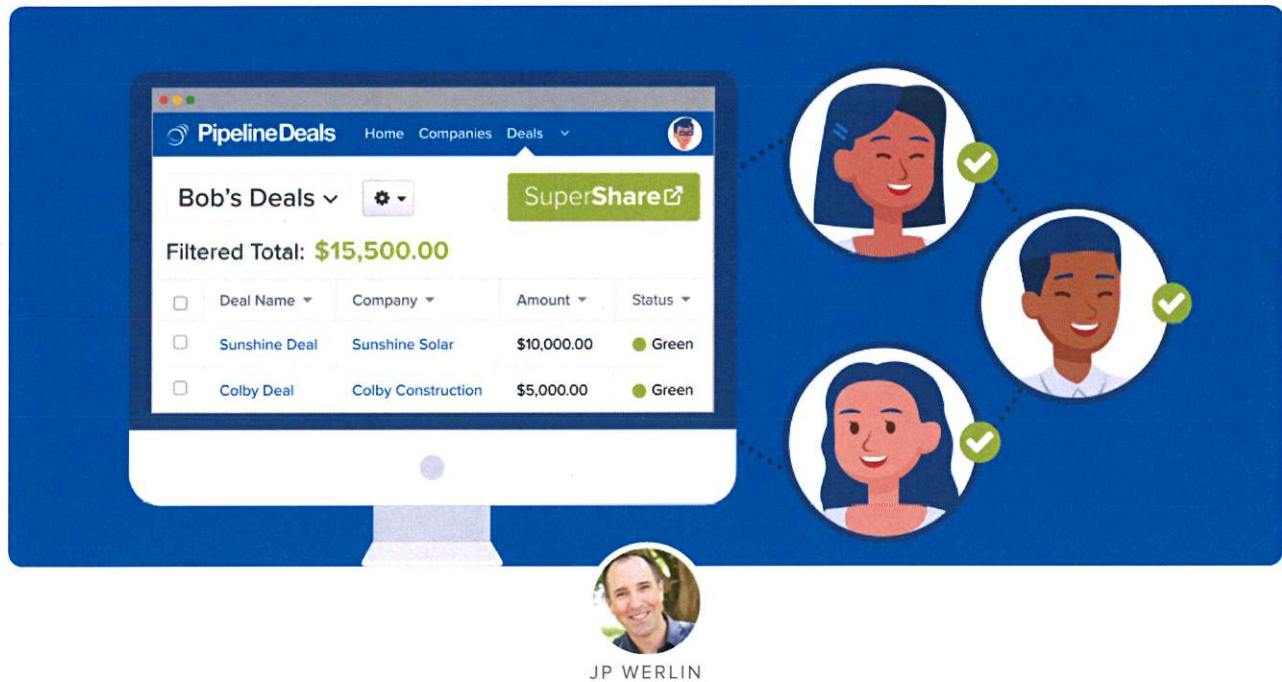 PipelineDeals Home Companies Deals
Bob's Deals SuperShare
Filtered Total: $15,500.00
Deal Name Company Amount Status
Sunshine Deal Sunshine Solar $10,000.00 Green
Colby Deal Colby Construction $5,000.00 Green
JP WERLIN